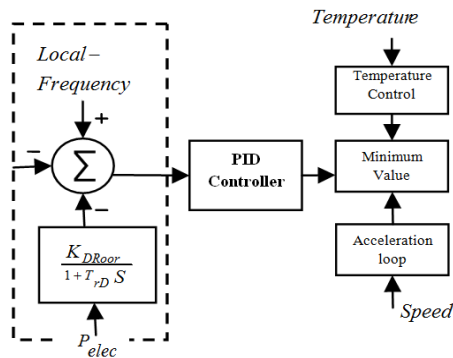 Temperature
Local–
Frequency
+
Temperature
Control
–
Σ
PID
Controller
Minimum
Value
–
K_DRoor
1+T_rD S
Acceleration
loop
Speed
P_elec